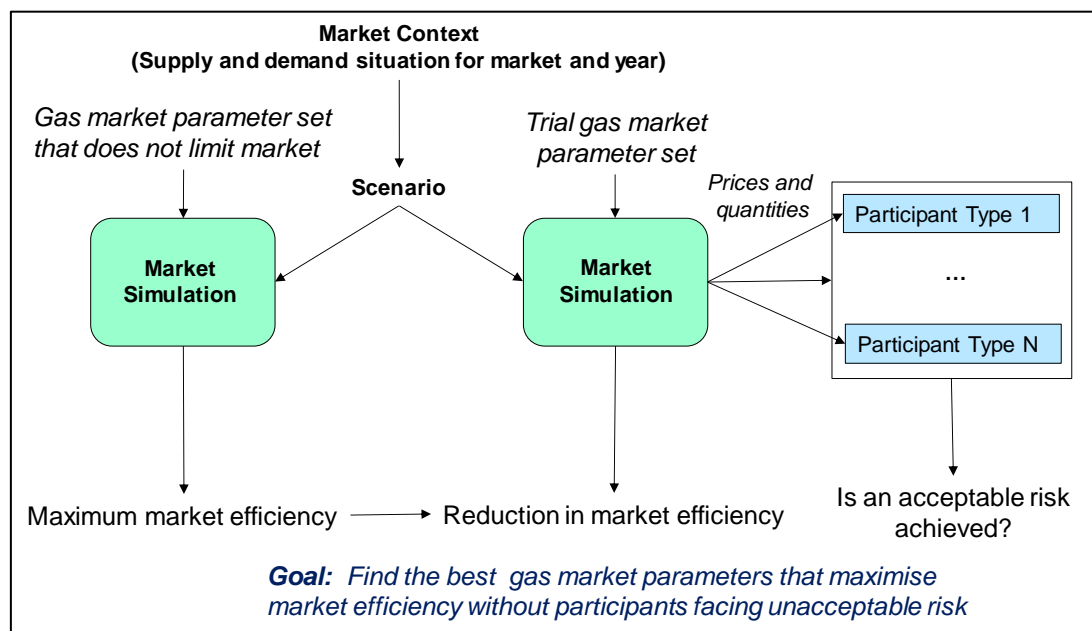 Market Context
(Supply and demand situation for market and year)
Gas market parameter set
that does not limit market
Trial gas market
parameter set
Scenario
Prices and
quantities
Participant Type 1
Market
Simulation
Market
Simulation
...
Participant Type N
Maximum market efficiency
Reduction in market efficiency
Is an acceptable risk
achieved?
Goal: Find the best gas market parameters that maximise
market efficiency without participants facing unacceptable risk